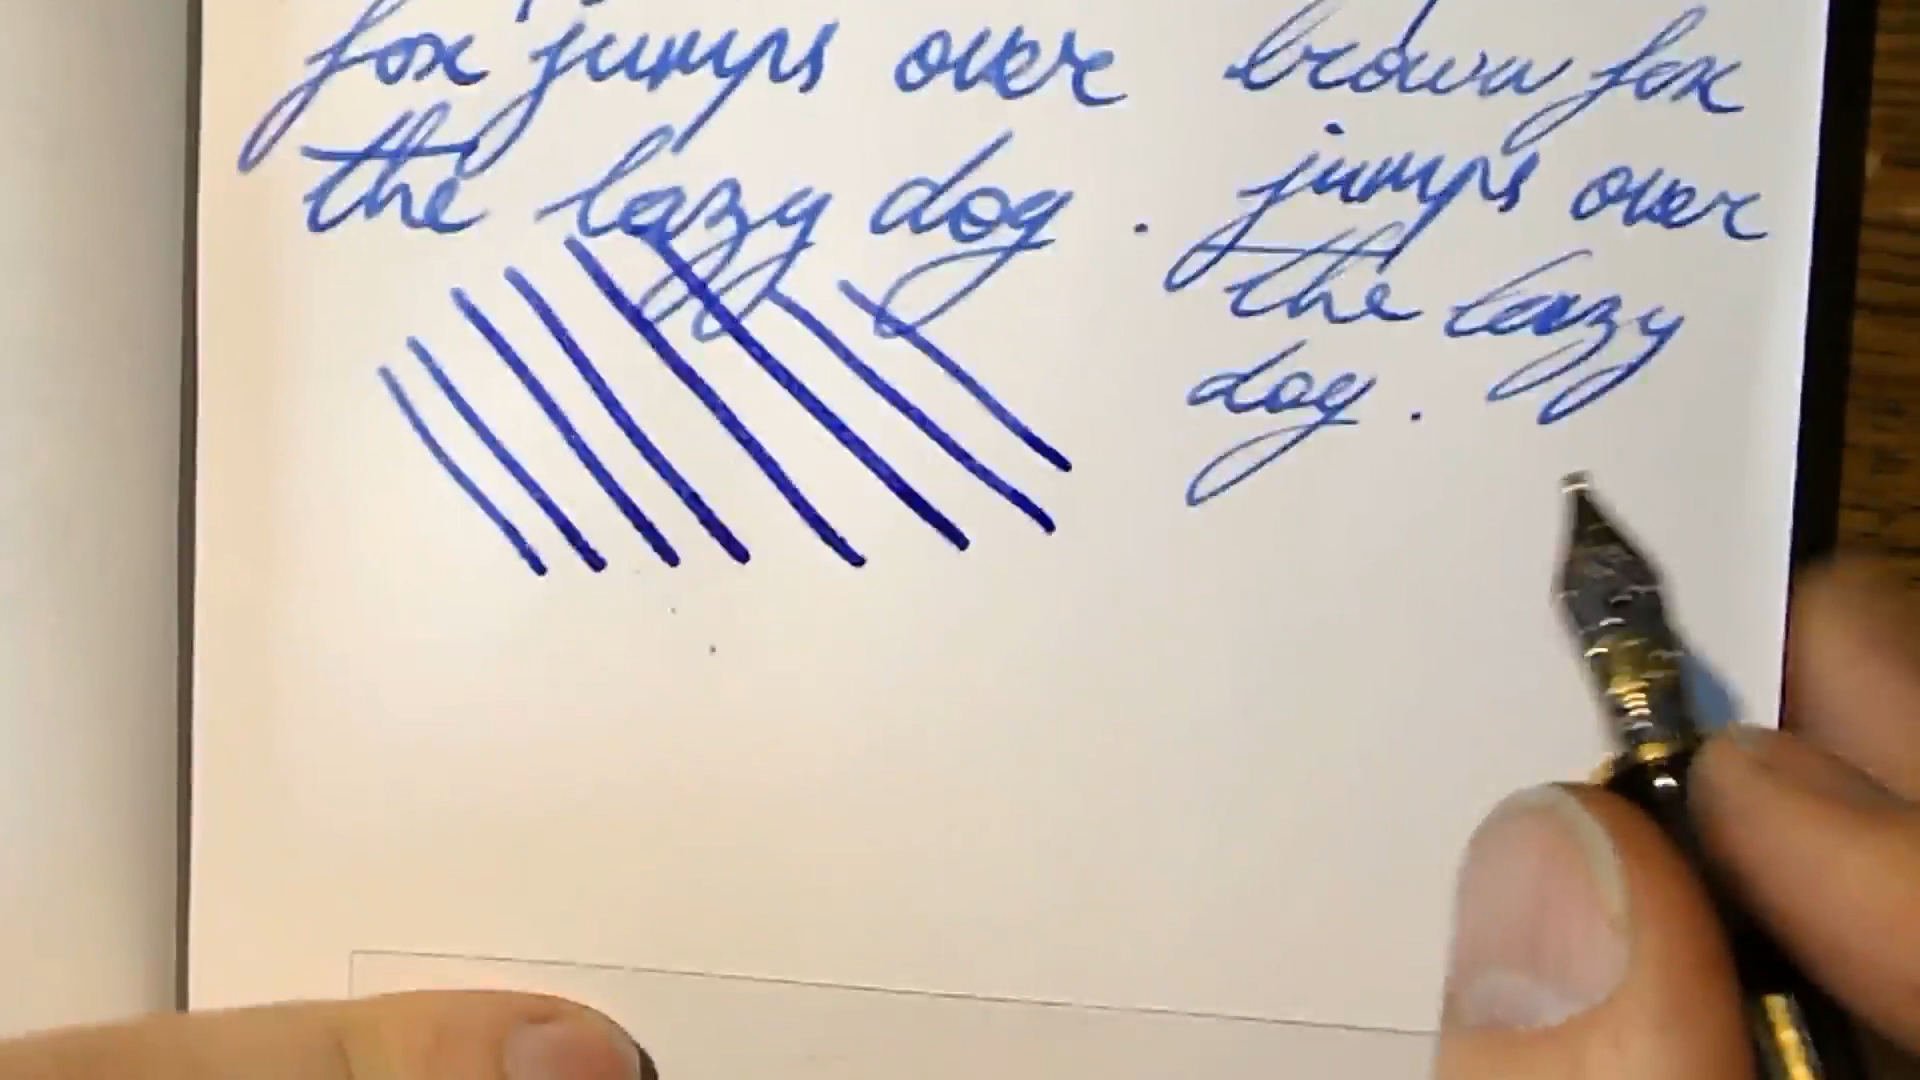 fox jumps over
the lazy dog.
brown fox
jumps over
the lazy
dog.